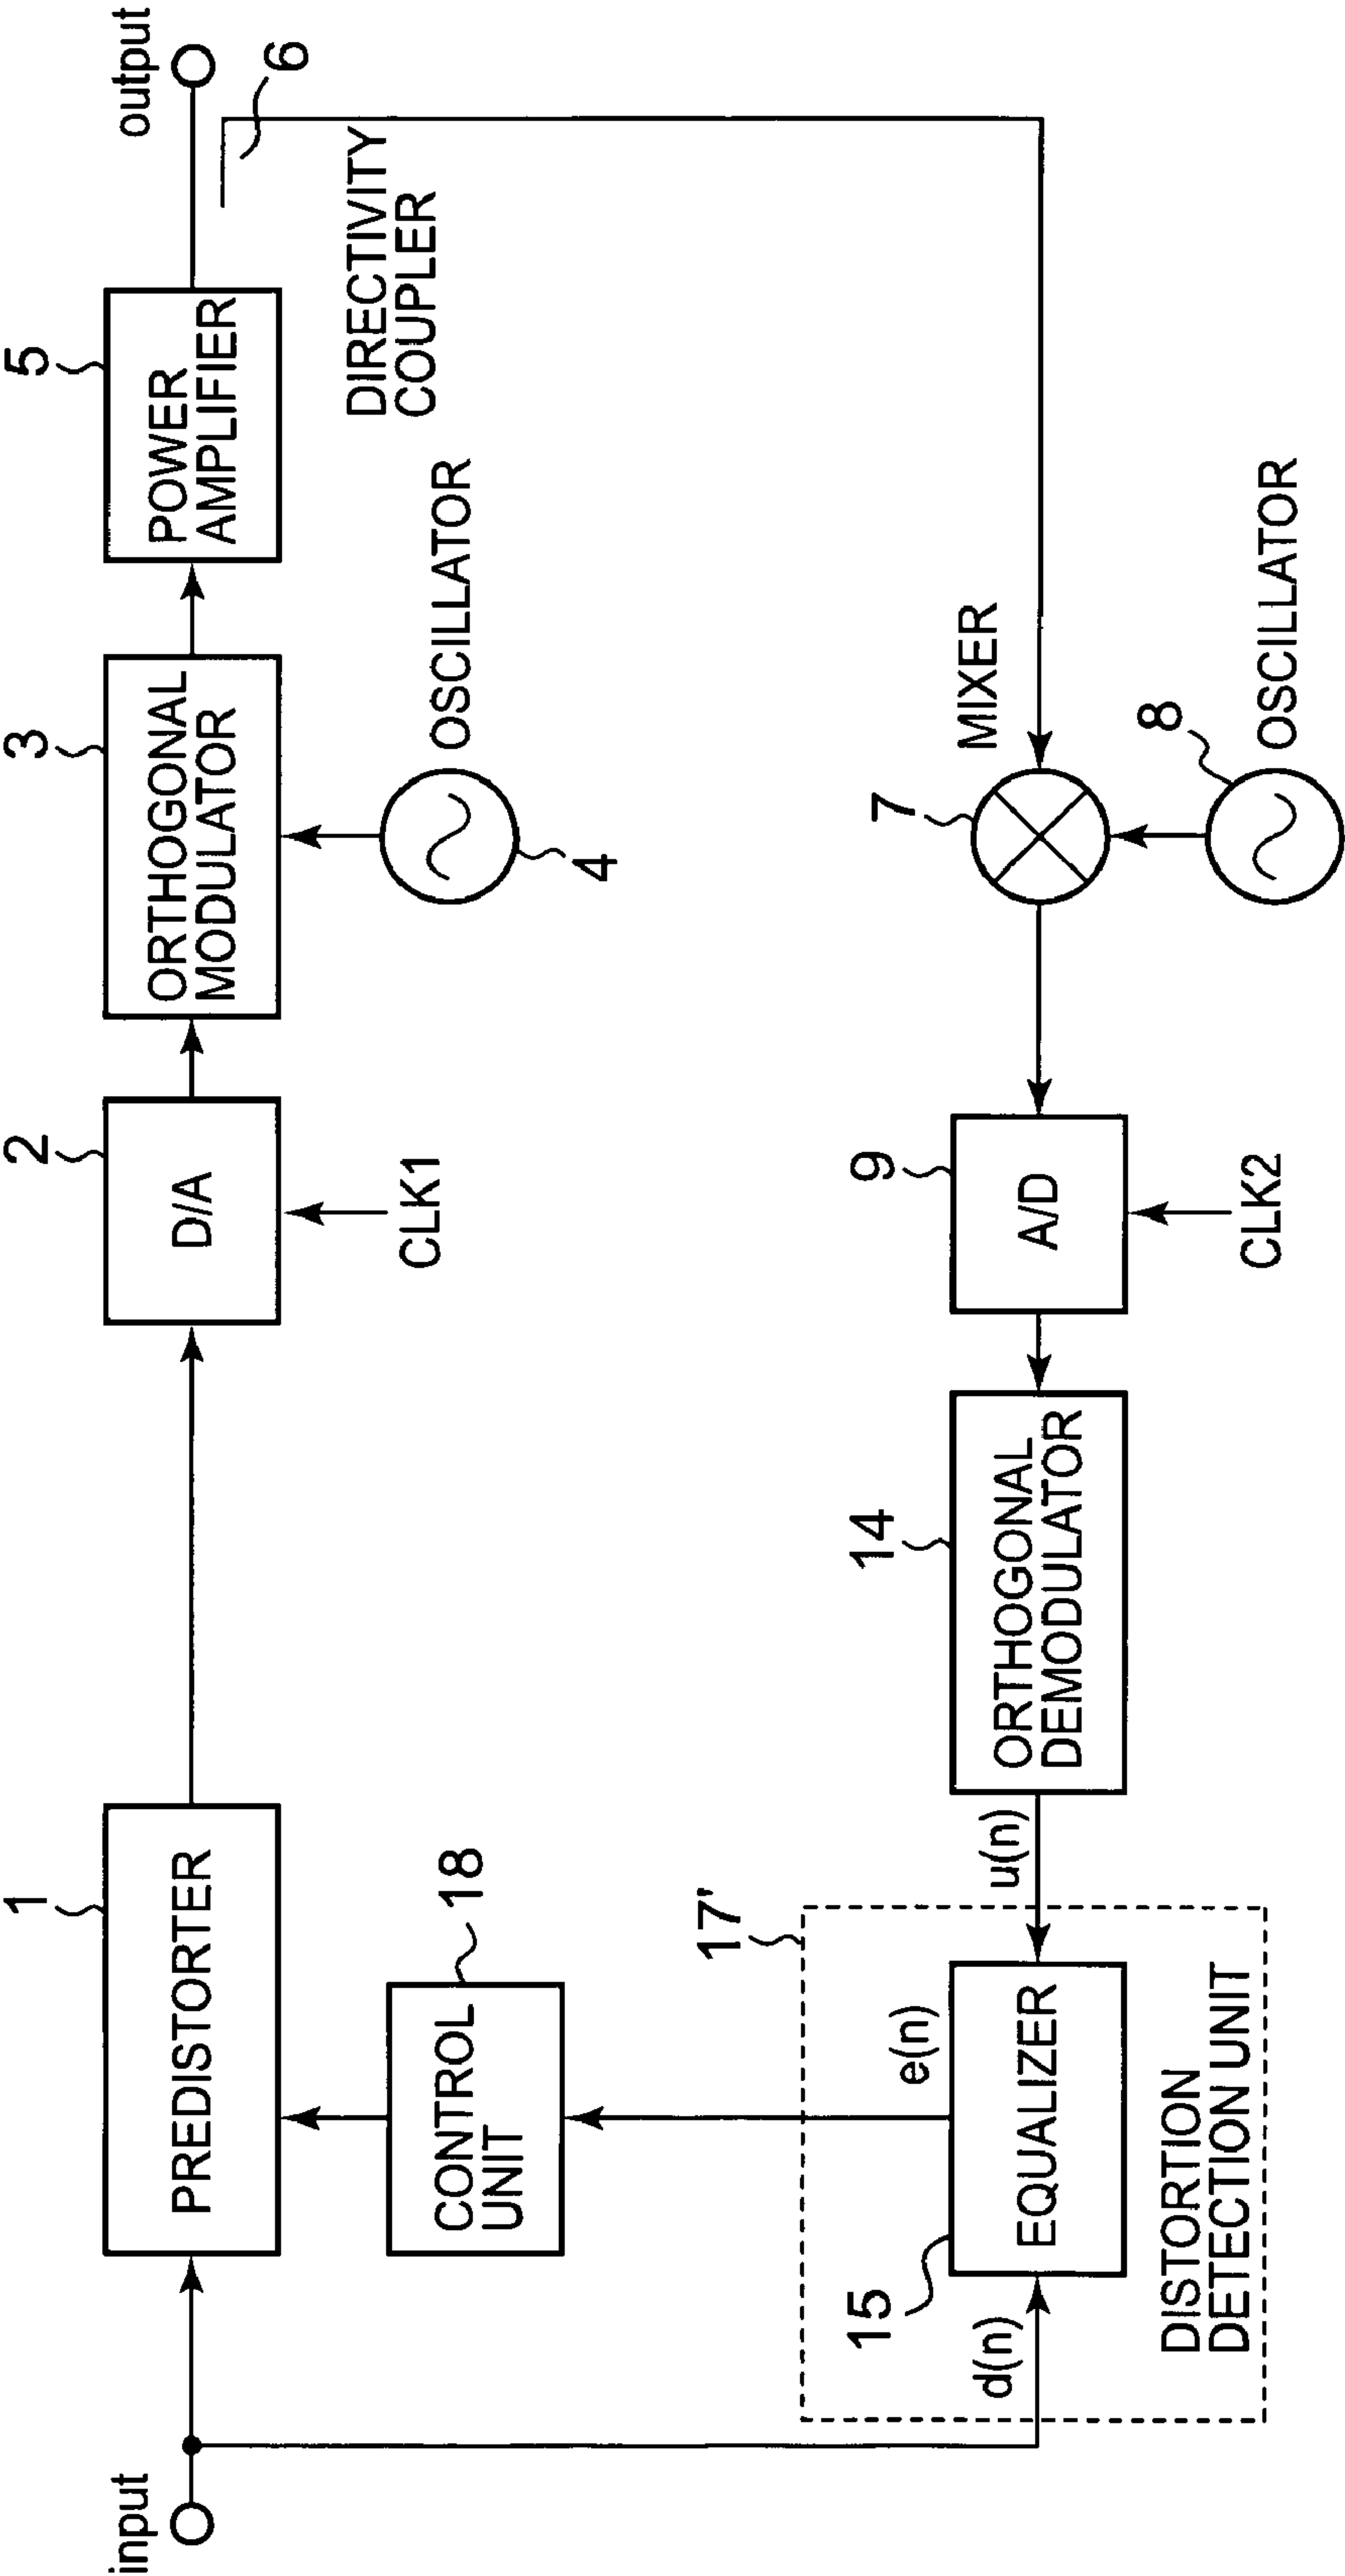 input
1
PREDISTORTER
2
D/A
CLK1
3
ORTHOGONAL
MODULATOR
4
OSCILLATOR
5
POWER
AMPLIFIER
output
6
DIRECTIVITY
COUPLER
18
CONTROL
UNIT
17'
15
d(n)
EQUALIZER
e(n)
u(n)
DISTORTION
DETECTION UNIT
14
ORTHOGONAL
DEMODULATOR
9
A/D
CLK2
7
MIXER
8
OSCILLATOR